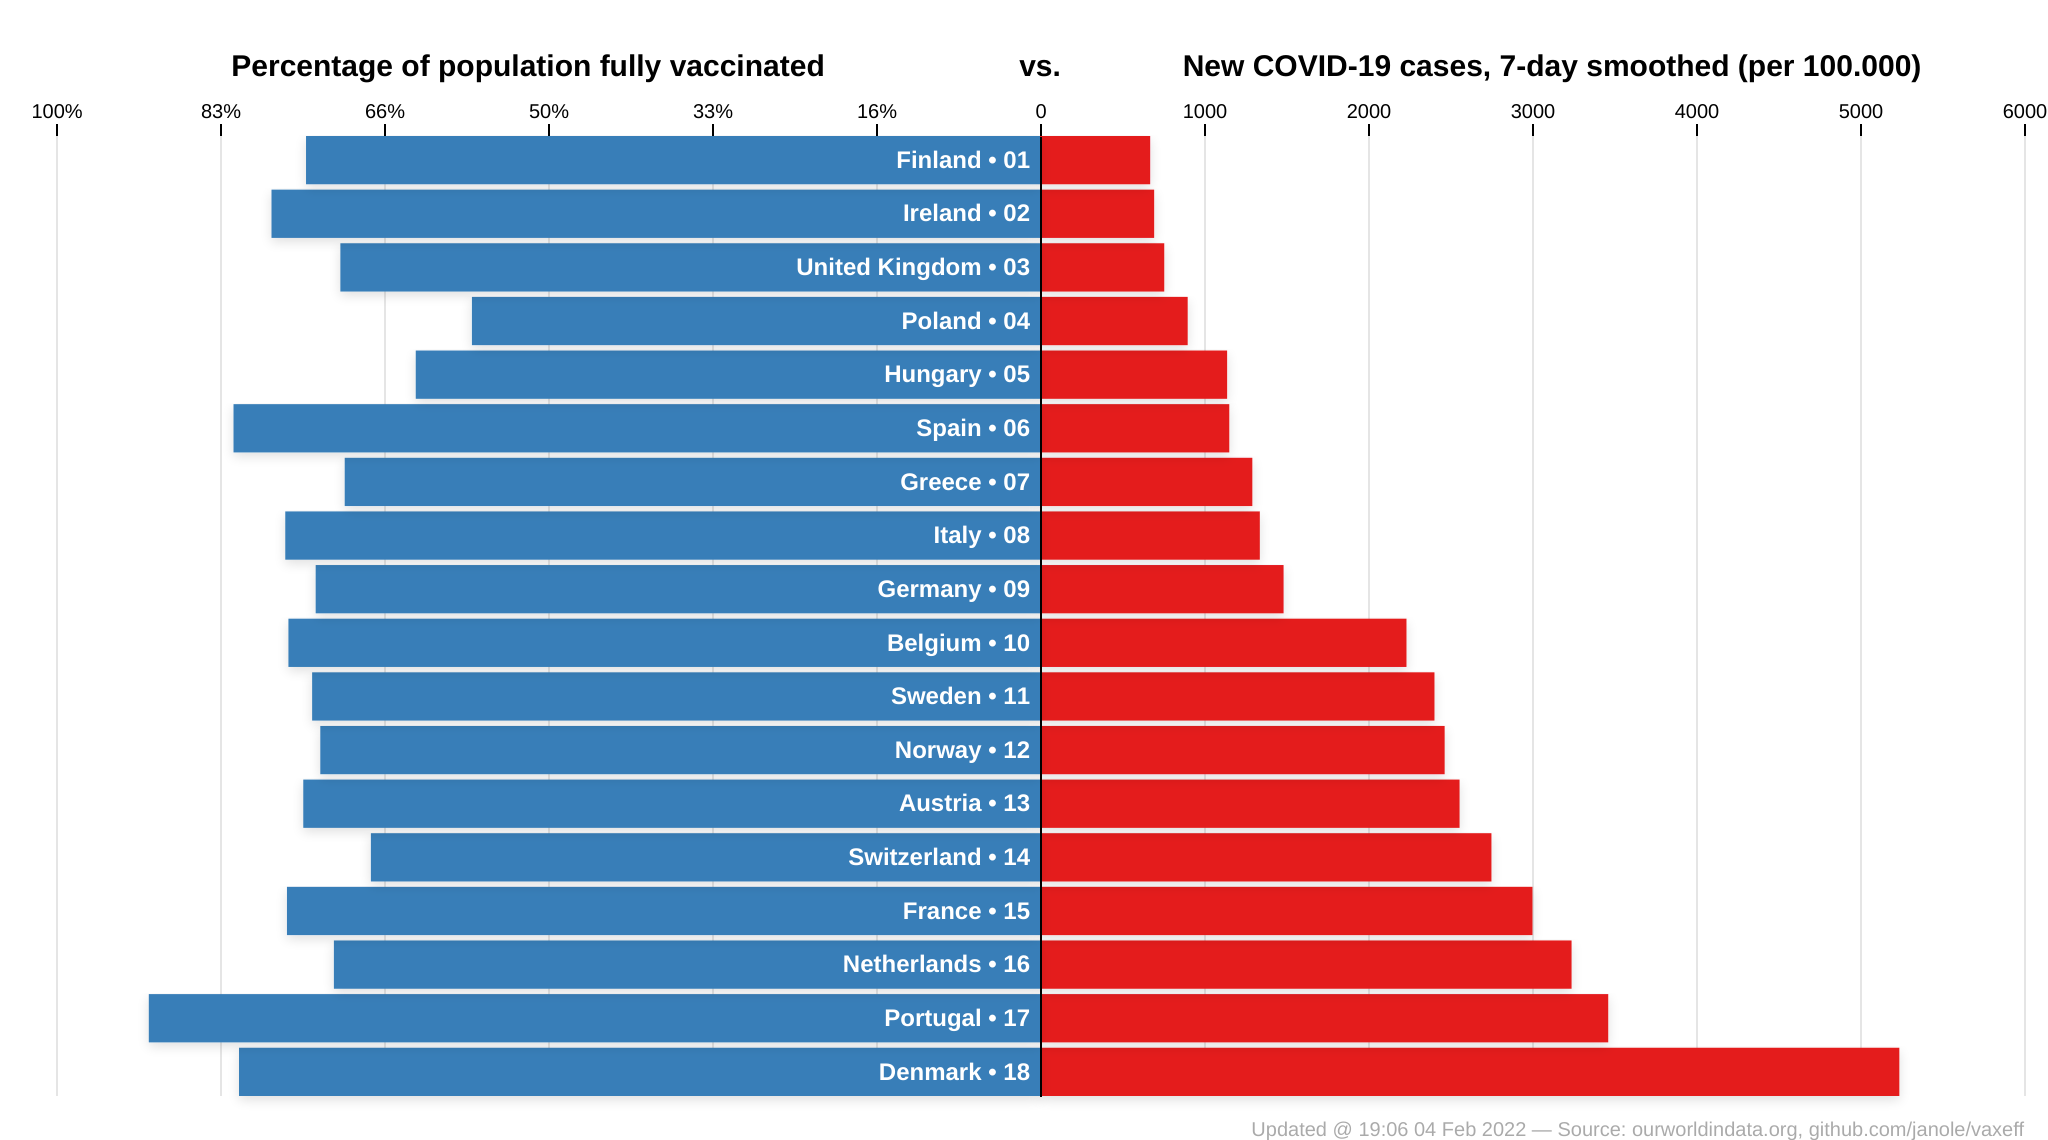 Percentage of population fully vaccinated vs. New COVID-19 cases, 7-day smoothed (per 100.000)
100% 83% 66% 50% 33% 16% 0 1000 2000 3000 4000 5000 6000
Finland • 01
Ireland • 02
United Kingdom • 03
Poland • 04
Hungary • 05
Spain • 06
Greece • 07
Italy • 08
Germany • 09
Belgium • 10
Sweden • 11
Norway • 12
Austria • 13
Switzerland • 14
France • 15
Netherlands • 16
Portugal • 17
Denmark • 18
Updated @ 19:06 04 Feb 2022 — Source: ourworldindata.org, github.com/janole/vaxeff